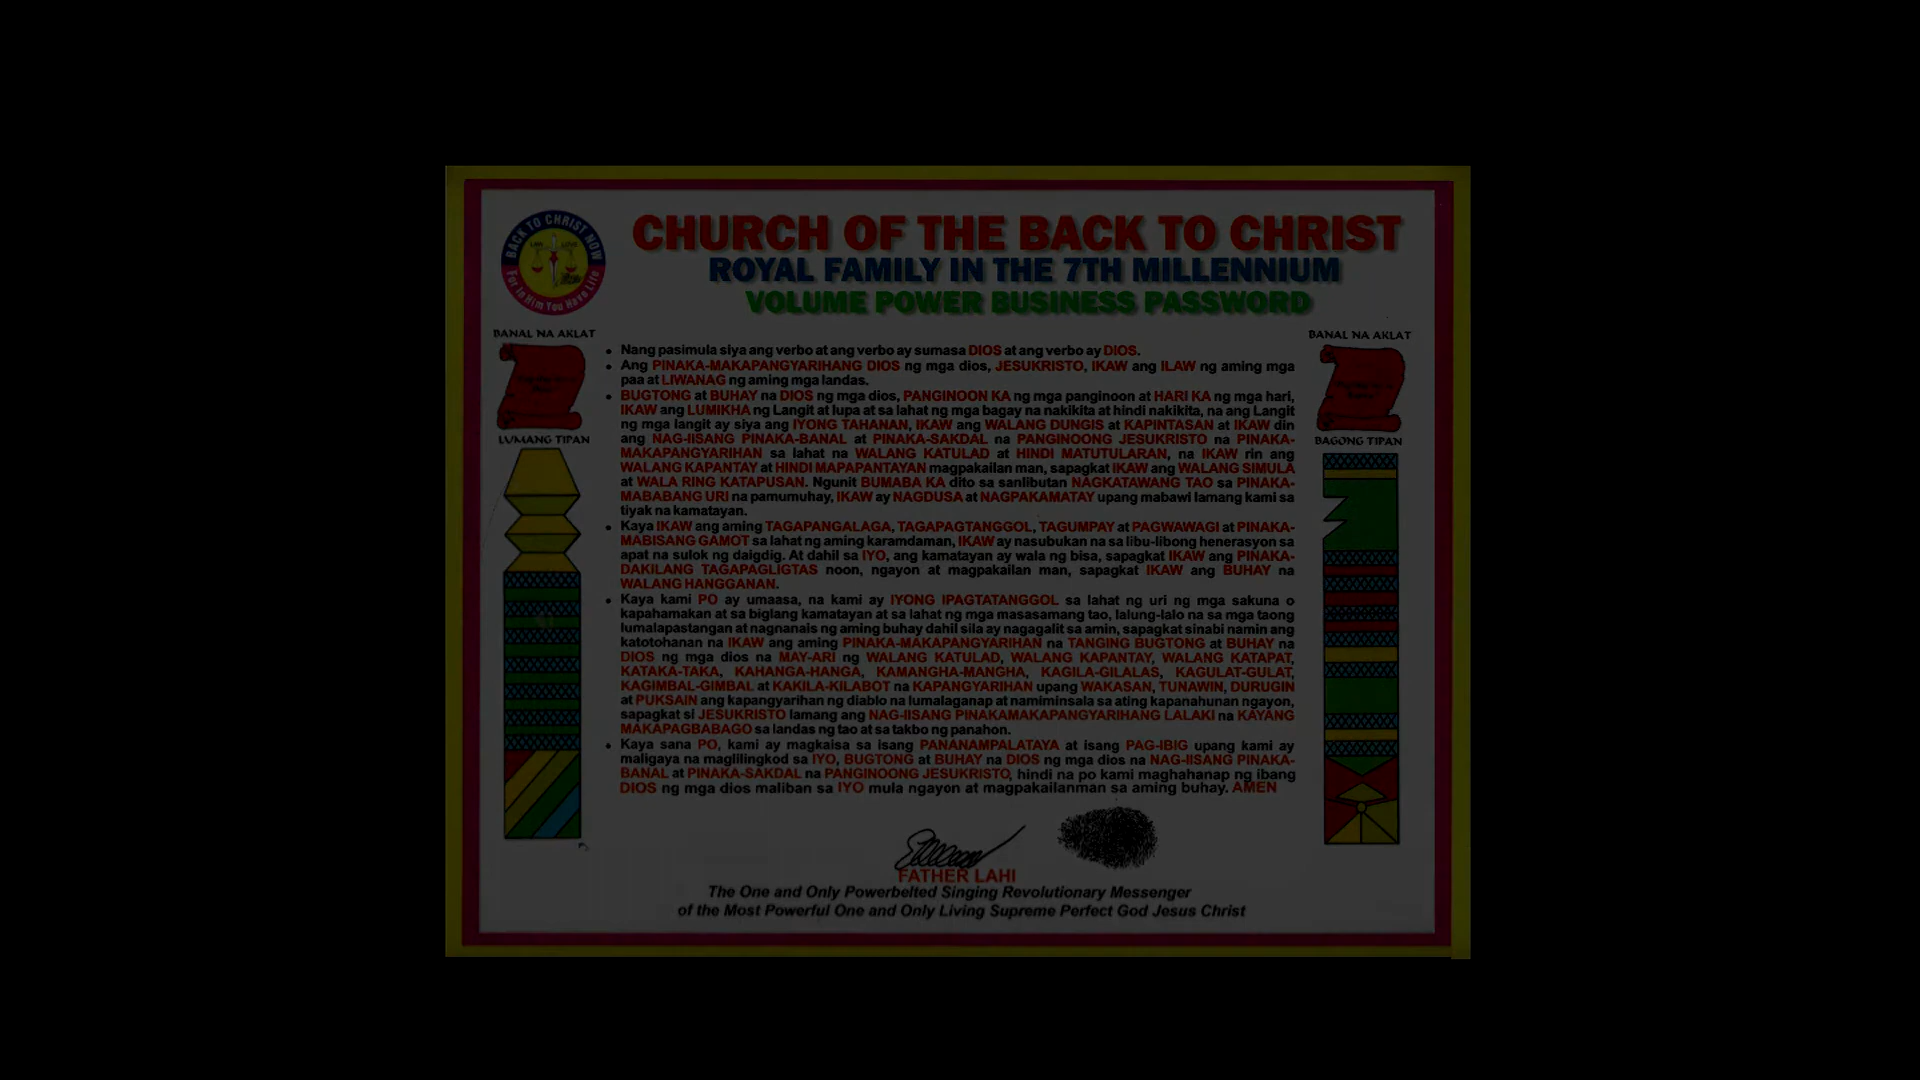 CHURCH OF THE BACK TO CHRIST
ROYAL FAMILY IN THE 7TH MILLENNIUM
VOLUME POWER BUSINESS PASSWORD
BACK TO CHRIST NOW
LAW LOVE
For In Him You Have Life
BANAL NA AKLAT
LUMANG TIPAN
BANAL NA AKLAT
BAGONG TIPAN
• Nang pasimula siya ang verbo at ang verbo ay sumasa DIOS at ang verbo ay DIOS.
• Ang PINAKA-MAKAPANGYARIHANG DIOS ng mga dios, JESUKRISTO, IKAW ang ILAW ng aming mga
paa at LIWANAG ng aming mga landas.
• BUGTONG at BUHAY na DIOS ng mga dios, PANGINOON KA ng mga panginoon at HARI KA ng mga hari,
IKAW ang LUMIKHA ng Langit at lupa at sa lahat ng mga bagay na nakikita at hindi nakikita, na ang Langit
ng mga langit ay siya ang IYONG TAHANAN, IKAW ang WALANG DUNGIS at KAPINTASAN at IKAW din
ang NAG-IISANG PINAKA-BANAL at PINAKA-SAKDAL na PANGINOONG JESUKRISTO na PINAKA-
MAKAPANGYARIHAN sa lahat na WALANG KATULAD at HINDI MATUTULARAN, na IKAW rin ang
WALANG KAPANTAY at HINDI MAPAPANTAYAN magpakailan man, sapagkat IKAW ang WALANG SIMULA
at WALA RING KATAPUSAN. Ngunit BUMABA KA dito sa sanlibutan NAGKATAWANG TAO sa PINAKA-
MABABANG URI na pamumuhay, IKAW ay NAGDUSA at NAGPAKAMATAY upang mabawi lamang kami sa
tiyak na kamatayan.
• Kaya IKAW ang aming TAGAPANGALAGA, TAGAPAGTANGGOL, TAGUMPAY at PAGWAWAGI at PINAKA-
MABISANG GAMOT sa lahat ng aming karamdaman, IKAW ay nasubukan na sa libu-libong henerasyon sa
apat na sulok ng daigdig. At dahil sa IYO, ang kamatayan ay wala ng bisa, sapagkat IKAW ang PINAKA-
DAKILANG TAGAPAGLIGTAS noon, ngayon at magpakailan man, sapagkat IKAW ang BUHAY na
WALANG HANGGANAN.
• Kaya kami PO ay umaasa, na kami ay IYONG IPAGTATANGGOL sa lahat ng uri ng mga sakuna o
kapahamakan at sa biglang kamatayan at sa lahat ng mga masasamang tao, lalung-lalo na sa mga taong
lumalapastangan at nagnanais ng aming buhay dahil sila ay nagagalit sa amin, sapagkat sinabi namin ang
katotohanan na IKAW ang aming PINAKA-MAKAPANGYARIHAN na TANGING BUGTONG at BUHAY na
DIOS ng mga dios na MAY-ARI ng WALANG KATULAD, WALANG KAPANTAY, WALANG KATAPAT,
KATAKA-TAKA, KAHANGA-HANGA, KAMANGHA-MANGHA, KAGILA-GILALAS, KAGULAT-GULAT,
KAGIMBAL-GIMBAL at KAKILA-KILABOT na KAPANGYARIHAN upang WAKASAN, TUNAWIN, DURUGIN
at PUKSAIN ang kapangyarihan ng diablo na lumalaganap at namiminsala sa ating kapanahunan ngayon,
sapagkat si JESUKRISTO lamang ang NAG-IISANG PINAKAMAKAPANGYARIHANG LALAKI na KAYANG
MAKAPAGBABAGO sa landas ng tao at sa takbo ng panahon.
• Kaya sana PO, kami ay magkaisa sa isang PANANAMPALATAYA at isang PAG-IBIG upang kami ay
maligaya na maglilingkod sa IYO, BUGTONG at BUHAY na DIOS ng mga dios na NAG-IISANG PINAKA-
BANAL at PINAKA-SAKDAL na PANGINOONG JESUKRISTO, hindi na po kami maghahanap ng ibang
DIOS ng mga dios maliban sa IYO mula ngayon at magpakailanman sa aming buhay. AMEN
FATHER LAHI
The One and Only Powerbelted Singing Revolutionary Messenger
of the Most Powerful One and Only Living Supreme Perfect God Jesus Christ